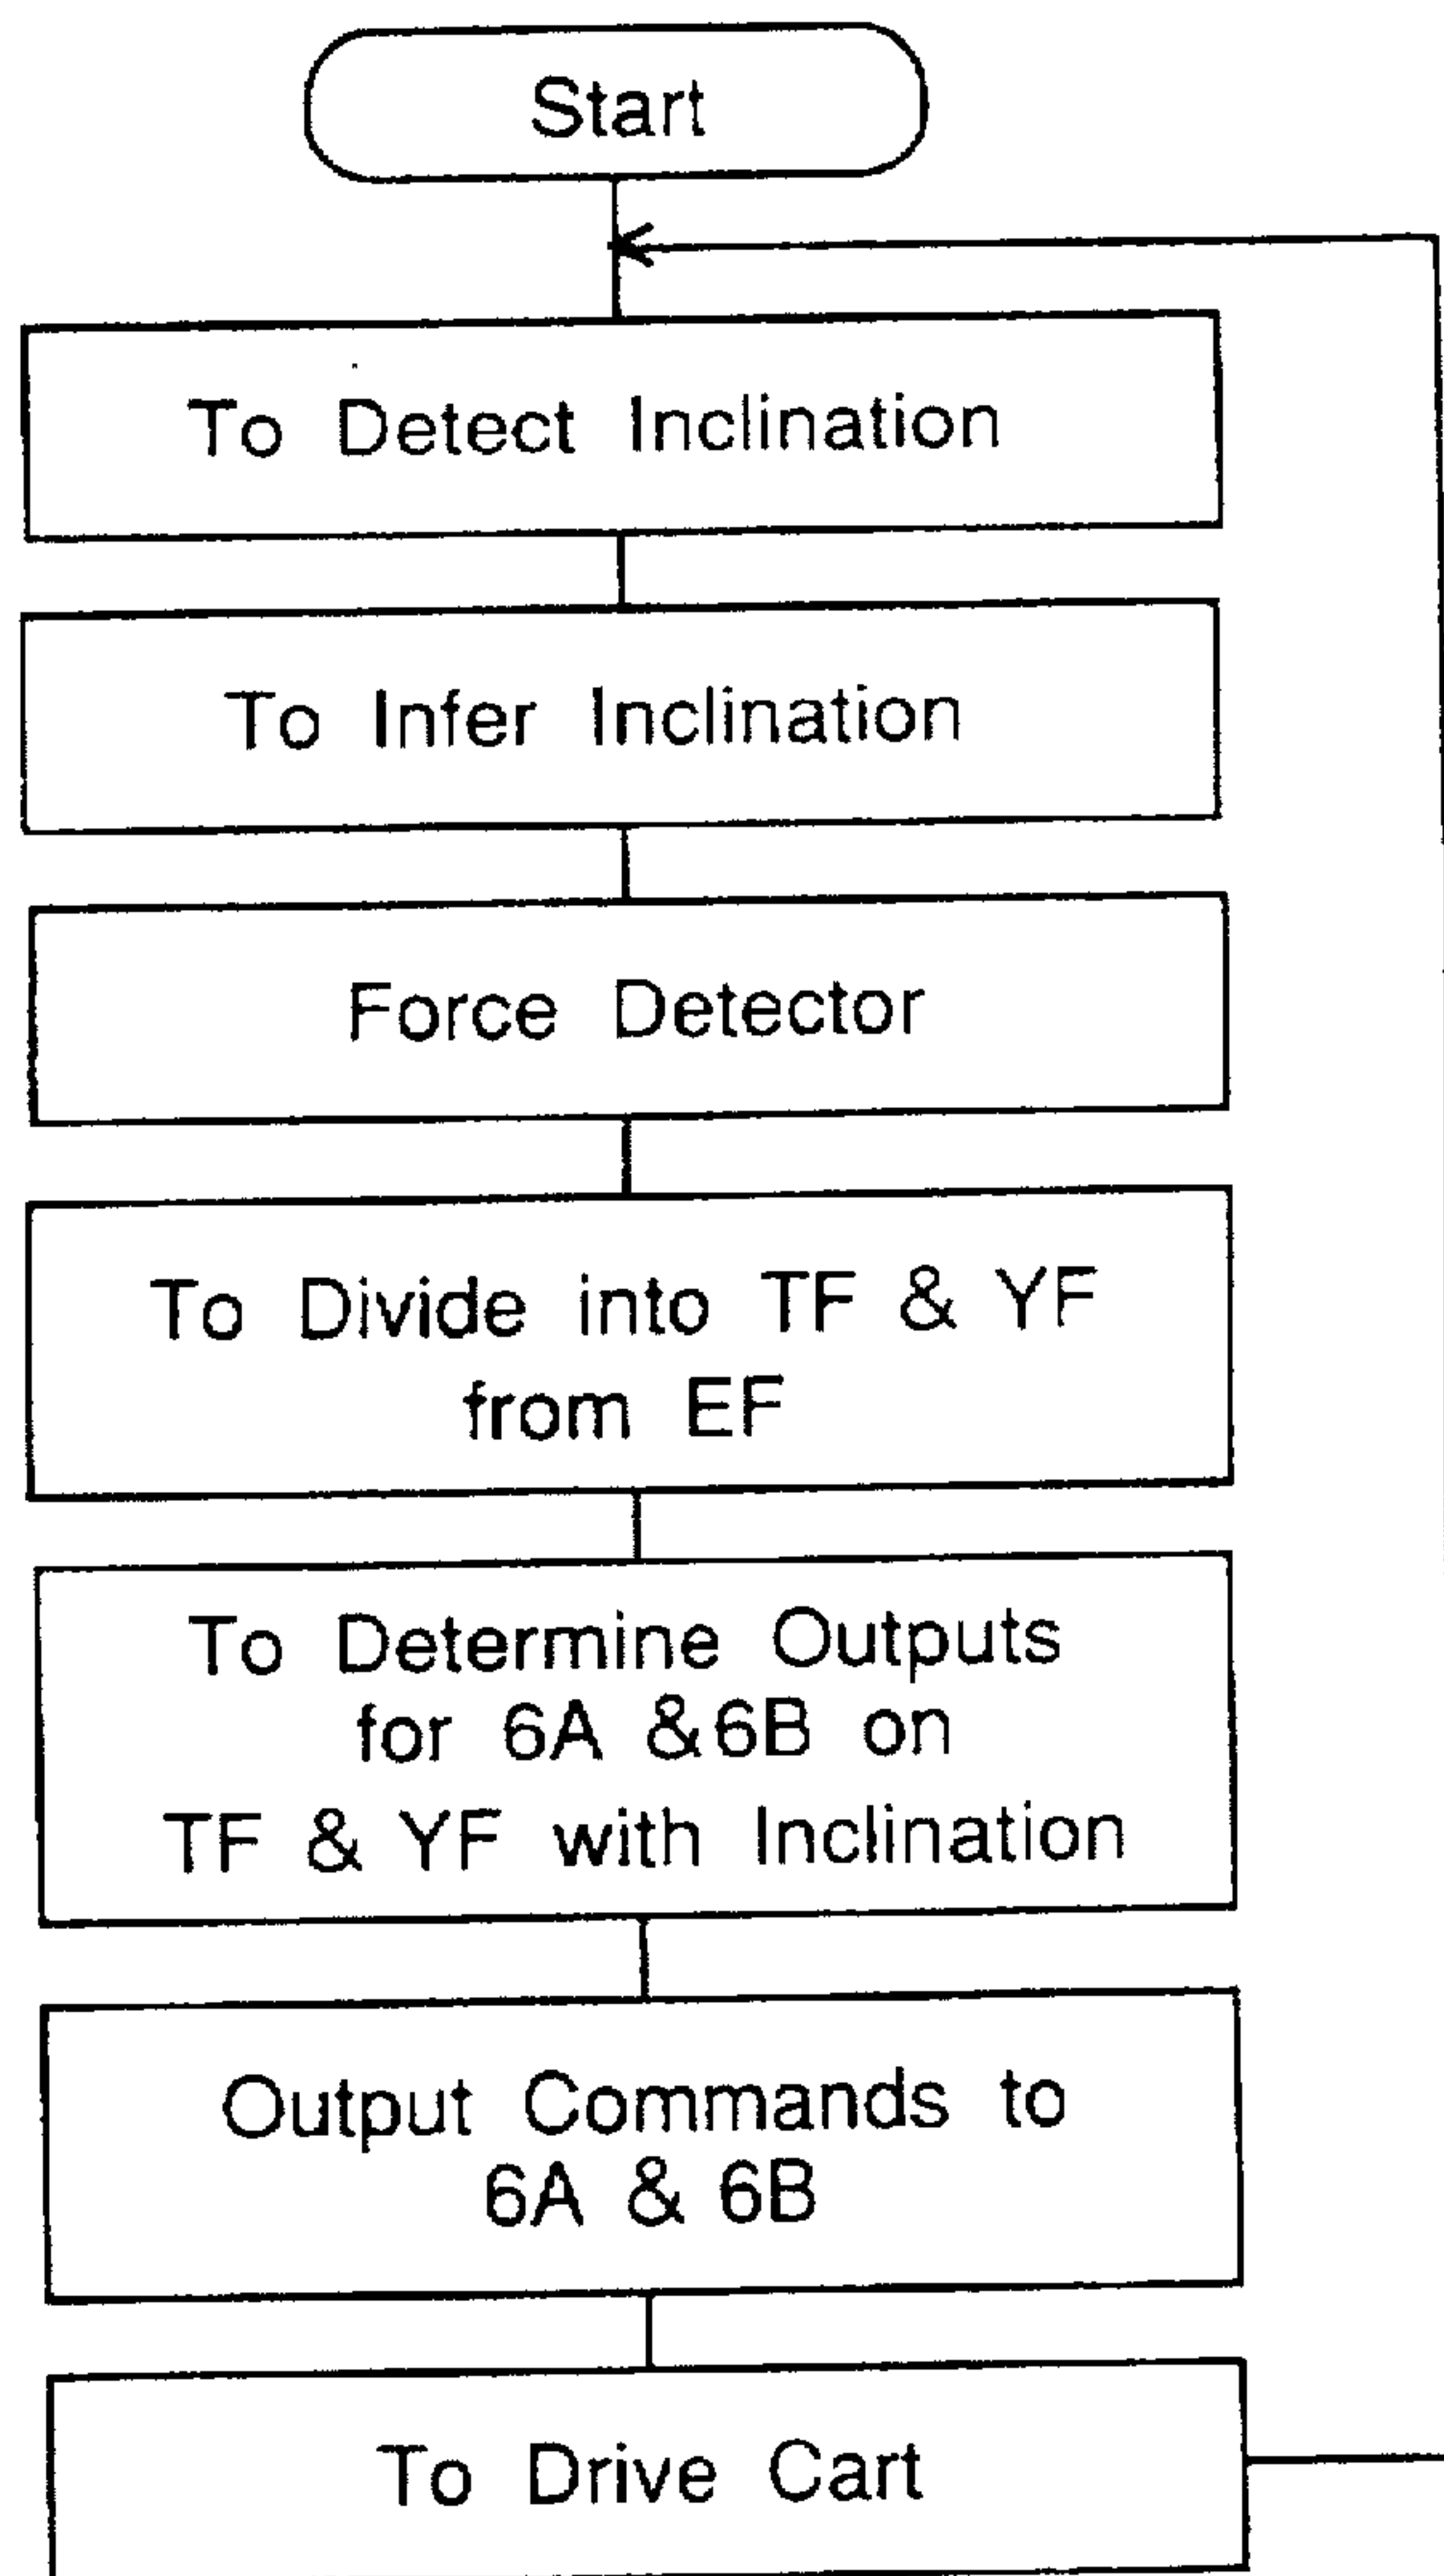 Start
To Detect Inclination
To Infer Inclination
Force Detector
To Divide into TF & YF
from EF
To Determine Outputs
for 6A &6B on
TF & YF with Inclination
Output Commands to
6A & 6B
To Drive Cart